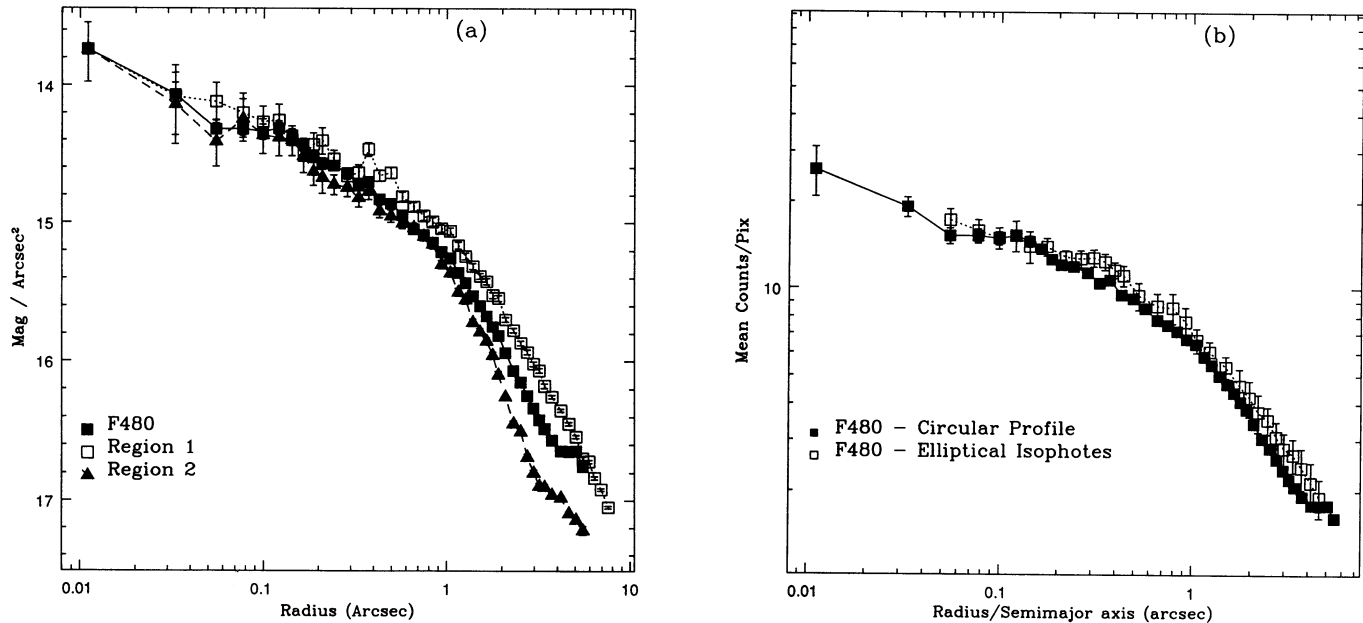 (a)
Mag / Arcsec²
14
15
16
17
F480
Region 1
Region 2
0.01
0.1
1
10
Radius (Arcsec)
(b)
Mean Counts/Pix
10
F480 − Circular Profile
F480 − Elliptical Isophotes
0.01
0.1
1
Radius/Semimajor axis (arcsec)